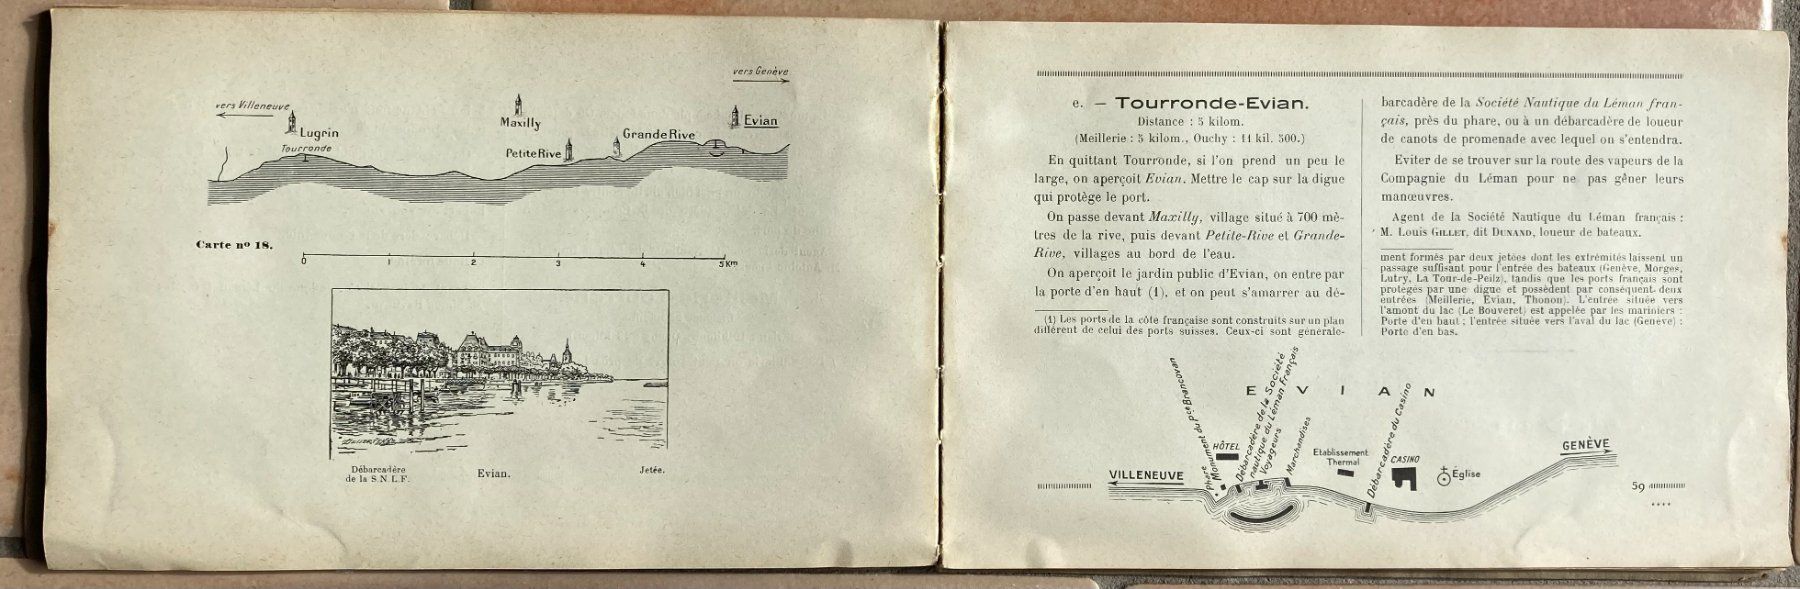 vers Genève
vers Villeneuve
Lugrin
Tourronde
Maxilly
Petite Rive
Grande Rive
Evian
Carte nº 18.
0 1 2 3 4 5 Km
Débarcadère
de la S.N.L.F.
Evian.
Jetée.
e. — Tourronde-Evian.
Distance : 5 kilom.
(Meillerie : 5 kilom., Ouchy : 11 kil. 500.)
En quittant Tourronde, si l'on prend un peu le
large, on aperçoit Evian. Mettre le cap sur la digue
qui protège le port.
On passe devant Maxilly, village situé à 700 mè-
tres de la rive, puis devant Petite-Rive et Grande-
Rive, villages au bord de l'eau.
On aperçoit le jardin public d'Evian, on entre par
la porte d'en haut (1), et on peut s'amarrer au dé-
(1) Les ports de la côte française sont construits sur un plan
différent de celui des ports suisses. Ceux-ci sont générale-
barcadère de la Société Nautique du Léman fran-
çais, près du phare, ou à un débarcadère de loueur
de canots de promenade avec lequel on s'entendra.
Eviter de se trouver sur la route des vapeurs de la
Compagnie du Léman pour ne pas gêner leurs
manœuvres.
Agent de la Société Nautique du Léman français :
M. Louis GILLET, dit DUNAND, loueur de bateaux.
ment formés par deux jetées dont les extrémités laissent un
passage suffisant pour l'entrée des bateaux (Genève, Morges,
Lutry, La Tour-de-Peilz), tandis que les ports français sont
protégés par une digue et possèdent par conséquent deux
entrées (Meillerie, Evian, Thonon). L'entrée située vers
l'amont du lac (Le Bouveret) est appelée par les mariniers :
Porte d'en haut ; l'entrée située vers l'aval du lac (Genève) :
Porte d'en bas.
EVIAN
VILLENEUVE
Phare
Monument du Pce Brancovan
HÔTEL
Débarcadère de la Société
nautique du Léman Français
Voyageurs
Marchandises
Etablissement
Thermal
Débarcadère du Casino
CASINO
Eglise
GENÈVE
59